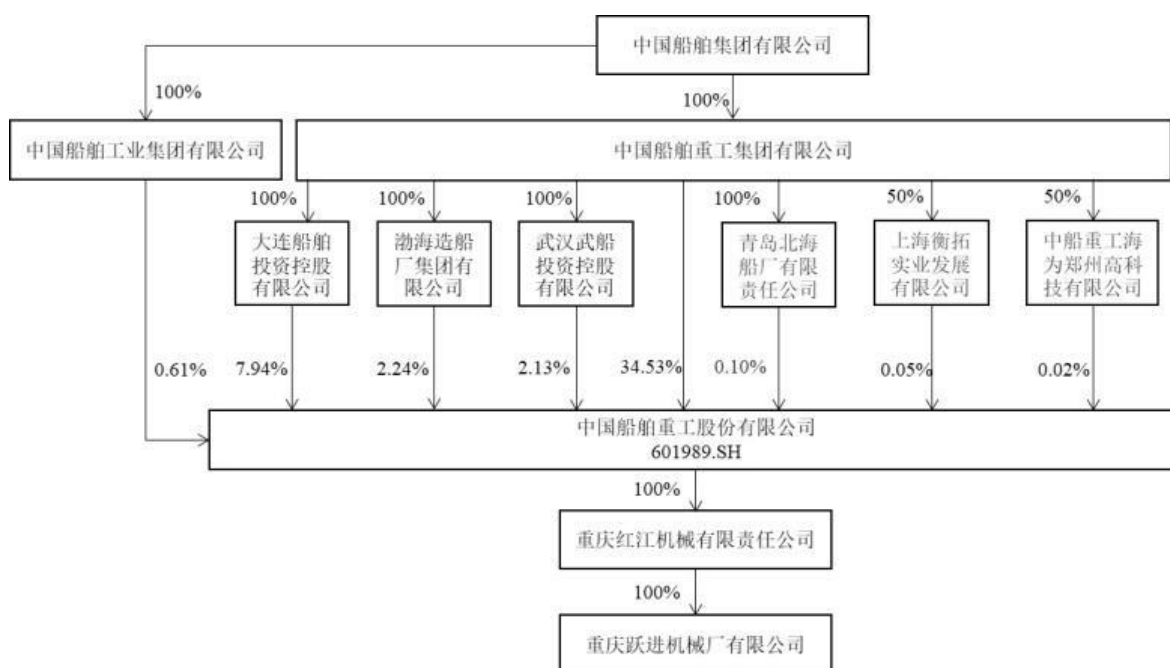 中国船舶集团有限公司
100%
100%
中国船舶工业集团有限公司
中国船舶重工集团有限公司
100%
100%
100%
100%
50%
50%
大连船舶
投资控股
有限公司
渤海造船
厂集团有
限公司
武汉武船
投资控股
有限公司
青岛北海
船厂有限
责任公司
上海衡拓
实业发展
有限公司
中船重工海
为郑州高科
技有限公司
0.61%
7.94%
2.24%
2.13%
34.53%
0.10%
0.05%
0.02%
中国船舶重工股份有限公司
601989.SH
100%
重庆红江机械有限责任公司
100%
重庆跃进机械厂有限公司